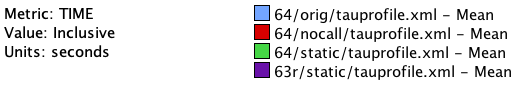 Metric: TIME
Value: Inclusive
Units: seconds
64/orig/tauprofile.xml - Mean
64/nocall/tauprofile.xml - Mean
64/static/tauprofile.xml - Mean
63r/static/tauprofile.xml - Mean